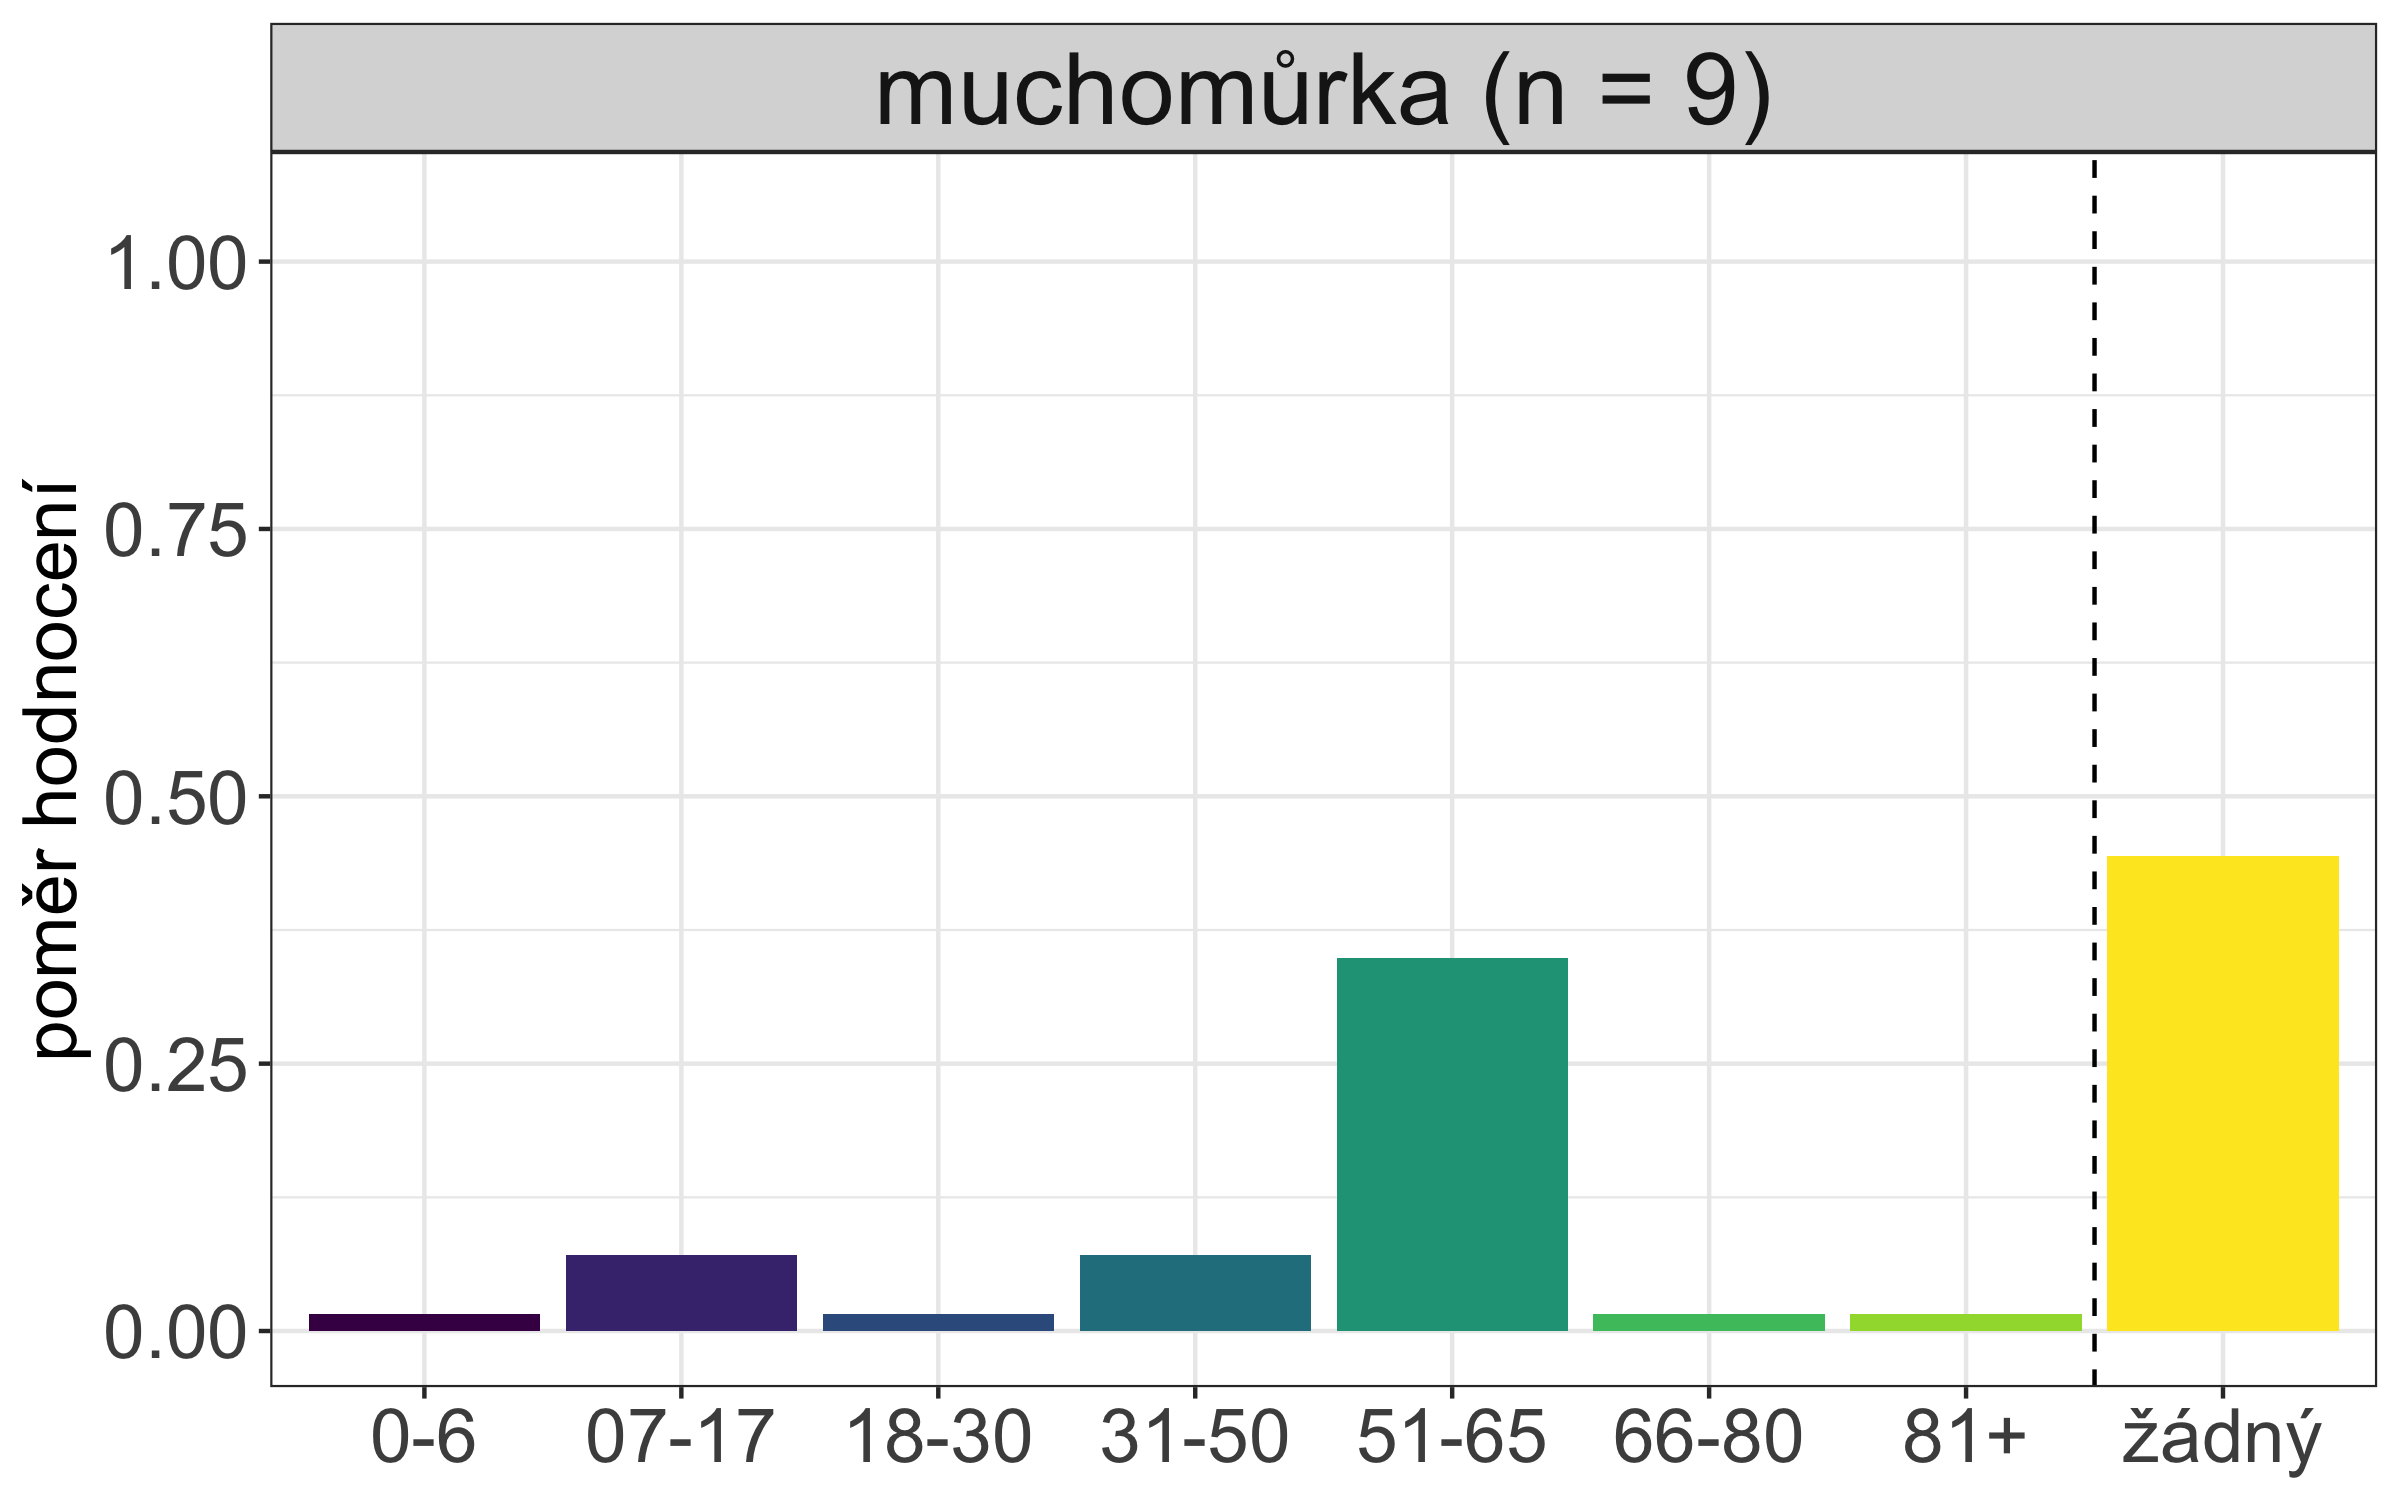 muchomůrka (n = 9)
poměr hodnocení
1.00
0.75
0.50
0.25
0.00
0-6 07-17 18-30 31-50 51-65 66-80 81+ žádný